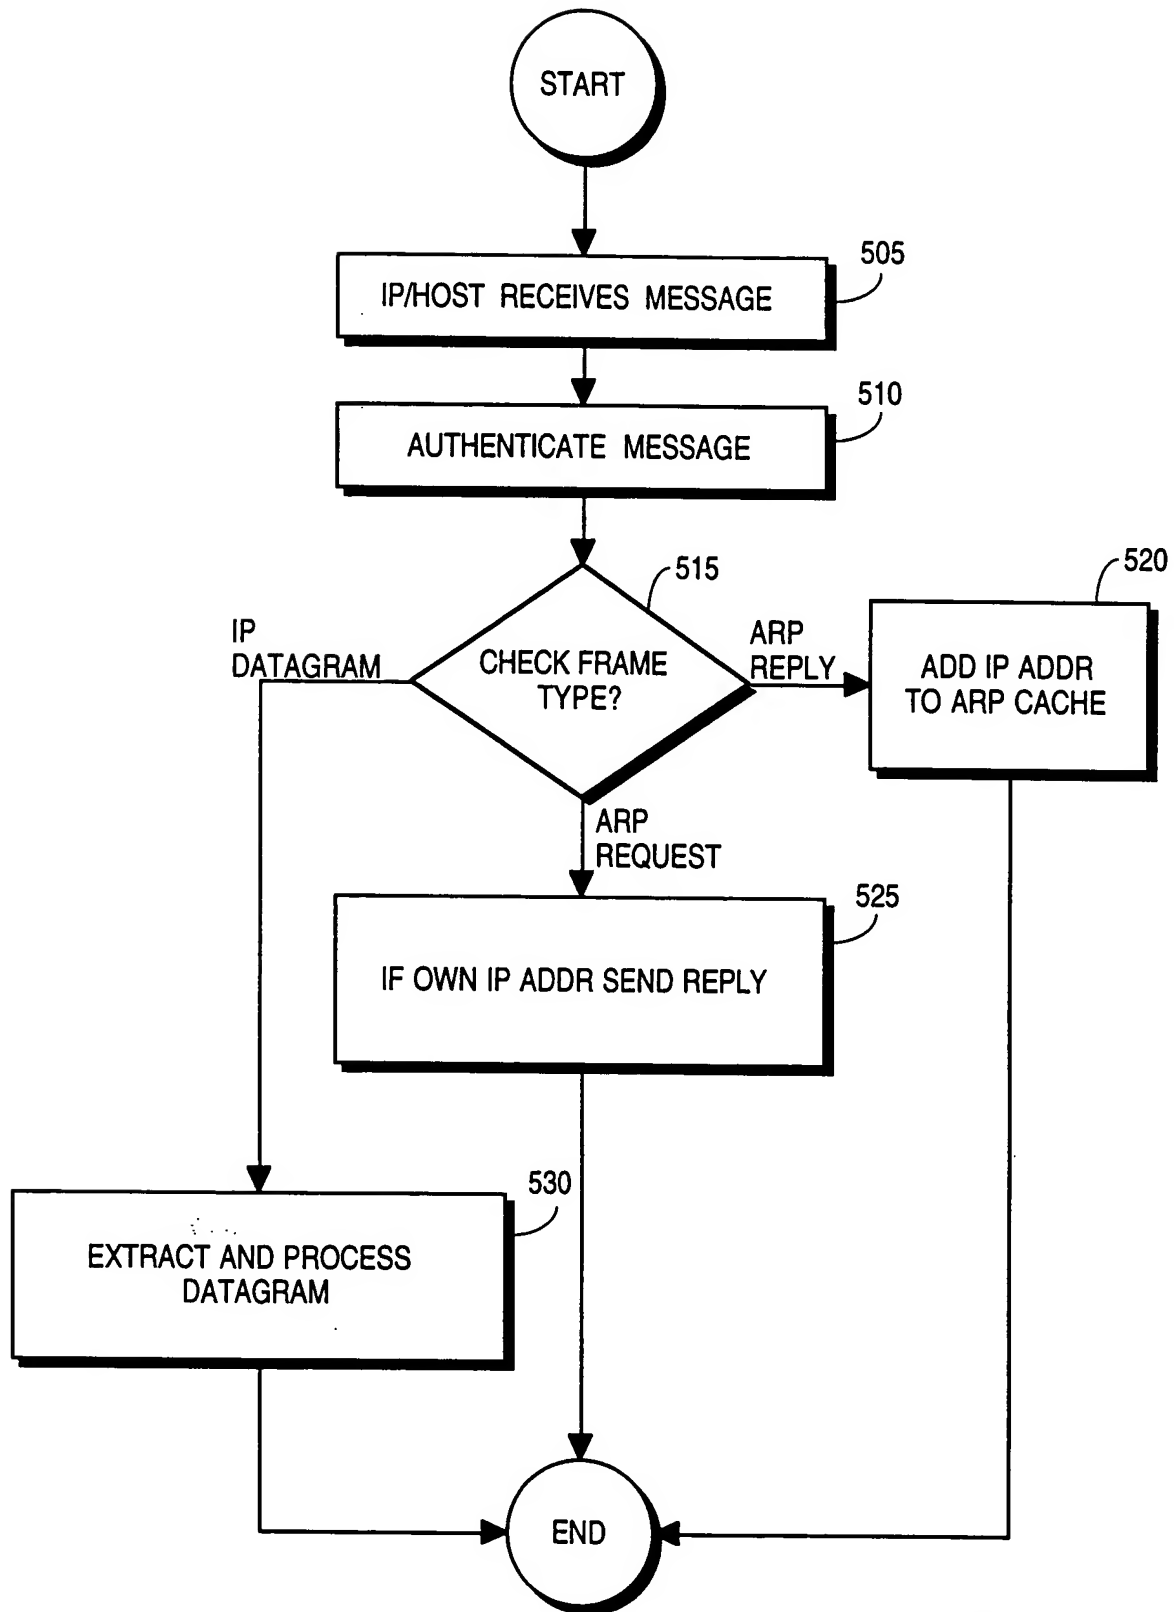 START
505
IP/HOST RECEIVES MESSAGE
510
AUTHENTICATE MESSAGE
515
520
IP
DATAGRAM
CHECK FRAME
TYPE?
ARP
REPLY
ADD IP ADDR
TO ARP CACHE
ARP
REQUEST
525
IF OWN IP ADDR SEND REPLY
530
EXTRACT AND PROCESS
DATAGRAM
END